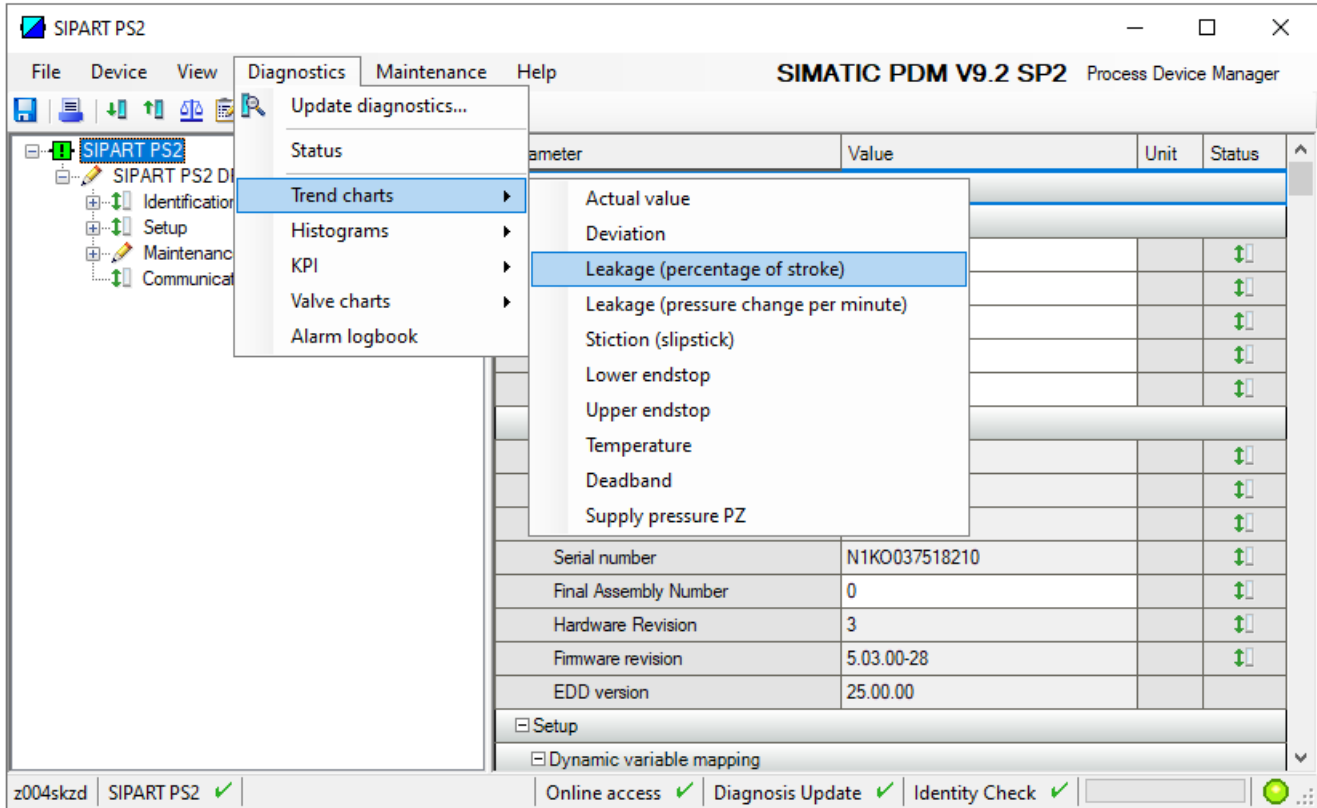 SIPART PS2
File Device View Diagnostics Maintenance Help SIMATIC PDM V9.2 SP2 Process Device Manager
Update diagnostics...
Status
Trend charts
Histograms
KPI
Valve charts
Alarm logbook
Actual value
Deviation
Leakage (percentage of stroke)
Leakage (pressure change per minute)
Stiction (slipstick)
Lower endstop
Upper endstop
Temperature
Deadband
Supply pressure PZ
SIPART PS2
SIPART PS2 D
Identification
Setup
Maintenanc
Communicat
ameter Value Unit Status
Serial number N1KO037518210
Final Assembly Number 0
Hardware Revision 3
Firmware revision 5.03.00-28
EDD version 25.00.00
Setup
Dynamic variable mapping
z004skzd SIPART PS2 Online access Diagnosis Update Identity Check